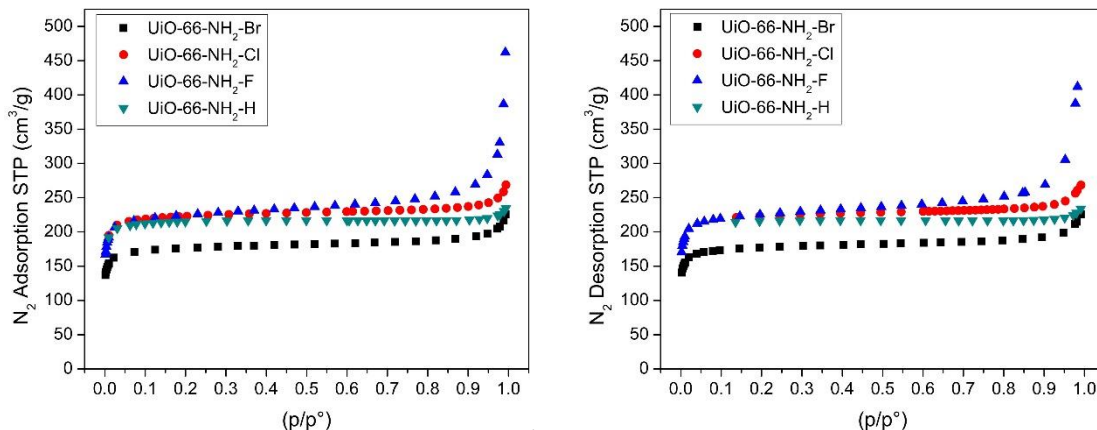 N₂ Adsorption STP (cm³/g)
500
450
400
350
300
250
200
150
100
50
0
UiO-66-NH₂-Br
UiO-66-NH₂-Cl
UiO-66-NH₂-F
UiO-66-NH₂-H
0.0 0.1 0.2 0.3 0.4 0.5 0.6 0.7 0.8 0.9 1.0
(p/p°)
N₂ Desorption STP (cm³/g)
500
450
400
350
300
250
200
150
100
50
0
UiO-66-NH₂-Br
UiO-66-NH₂-Cl
UiO-66-NH₂-F
UiO-66-NH₂-H
0.0 0.1 0.2 0.3 0.4 0.5 0.6 0.7 0.8 0.9 1.0
(p/p°)